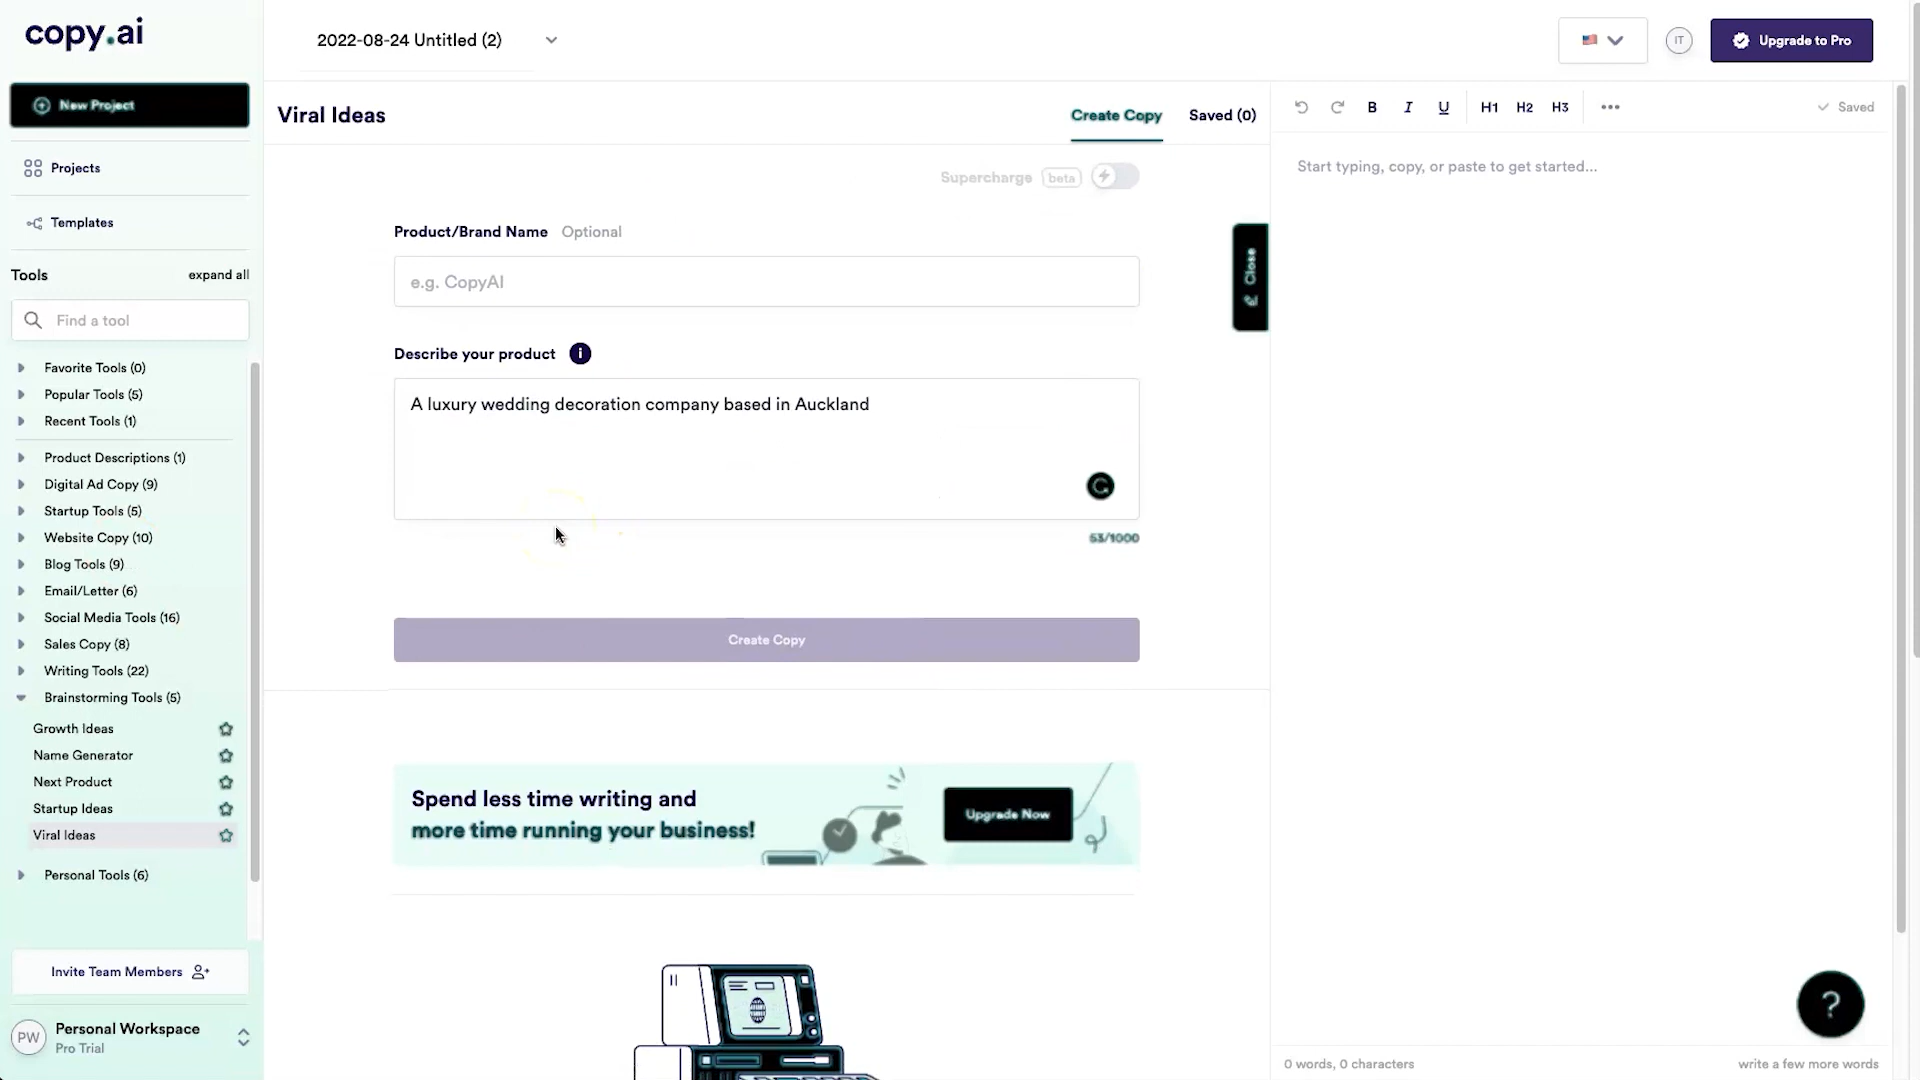 copy.ai
2022-08-24 Untitled (2)
IT
Upgrade to Pro
New Project
Projects
Templates
Tools
expand all
Find a tool
Favorite Tools (0)
Popular Tools (5)
Recent Tools (1)
Product Descriptions (1)
Digital Ad Copy (9)
Startup Tools (5)
Website Copy (10)
Blog Tools (9)
Email/Letter (6)
Social Media Tools (16)
Sales Copy (8)
Writing Tools (22)
Brainstorming Tools (5)
Growth Ideas
Name Generator
Next Product
Startup Ideas
Viral Ideas
Personal Tools (6)
Invite Team Members
PW
Personal Workspace
Pro Trial
Viral Ideas
Create Copy
Saved (0)
Supercharge beta
Product/Brand Name Optional
e.g. CopyAI
Describe your product i
A luxury wedding decoration company based in Auckland
53/1000
Create Copy
Spend less time writing and
more time running your business!
Upgrade Now
Close
B I U H1 H2 H3
Saved
Start typing, copy, or paste to get started...
?
0 words, 0 characters
write a few more words